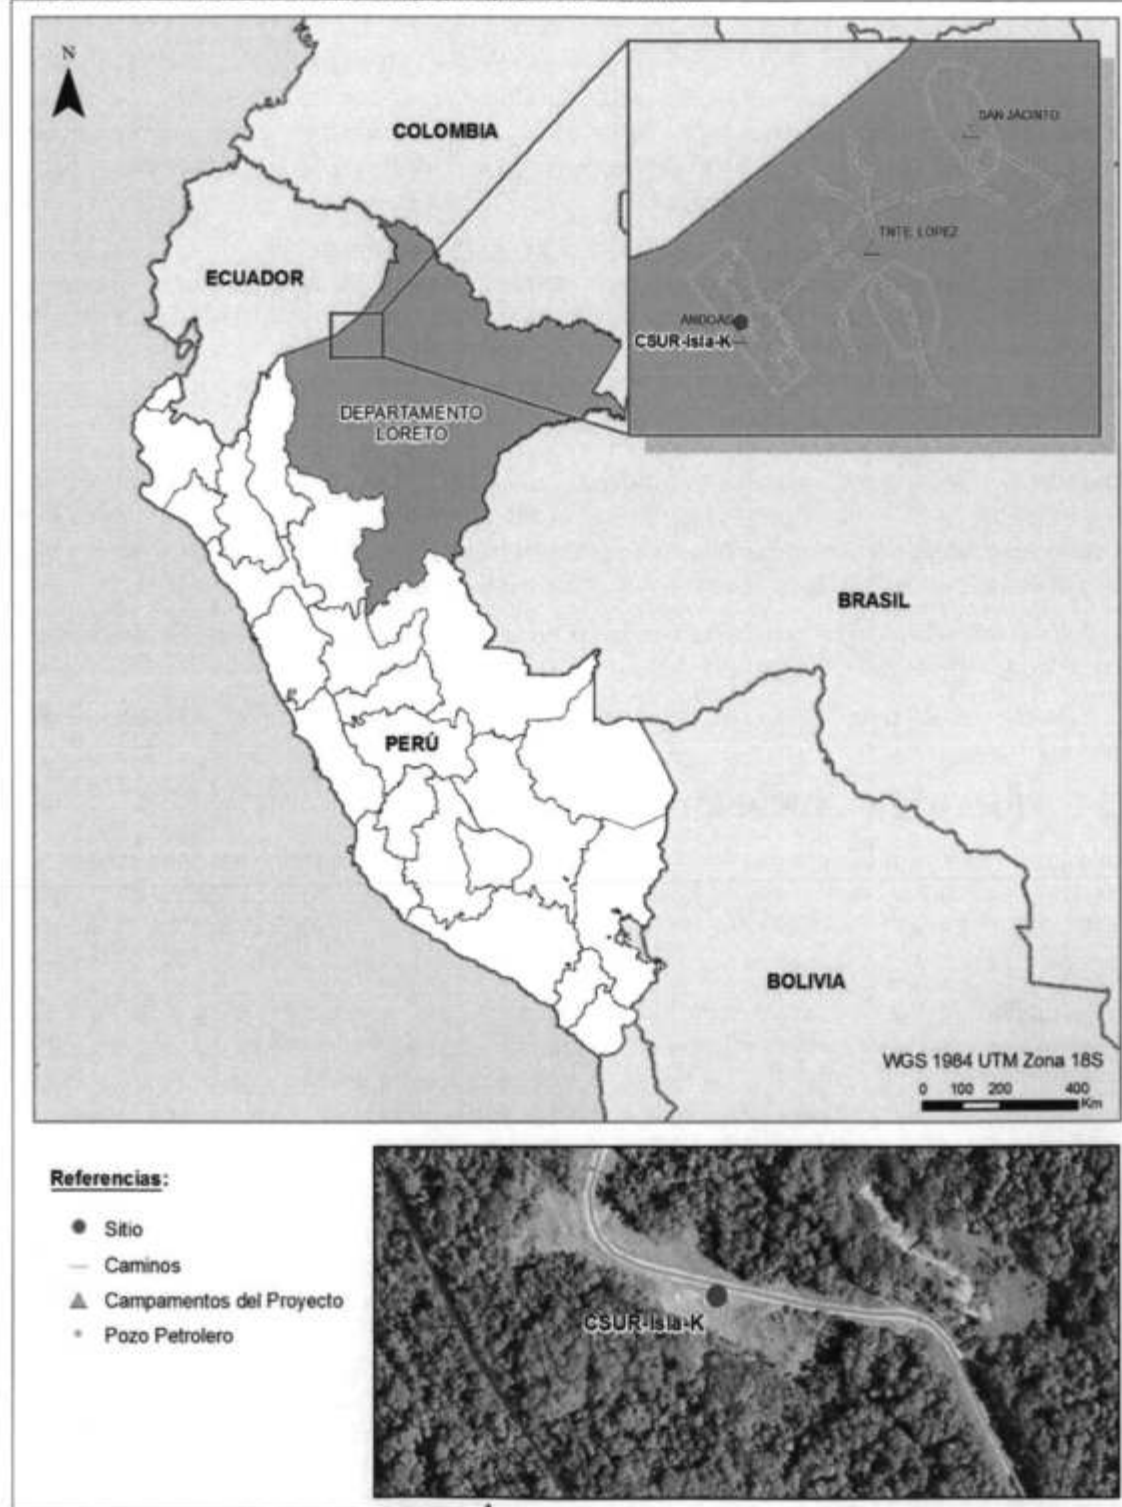 N
COLOMBIA
ECUADOR
SAN JACINTO
TNTE. LOPEZ
ANDOAS
CSUR-Isla-K
DEPARTAMENTO
LORETO
BRASIL
PERÚ
BOLIVIA
WGS 1984 UTM Zona 18S
0 100 200 400
Km
Referencias:
Sitio
Caminos
Campamentos del Proyecto
Pozo Petrolero
CSUR-Isla-K